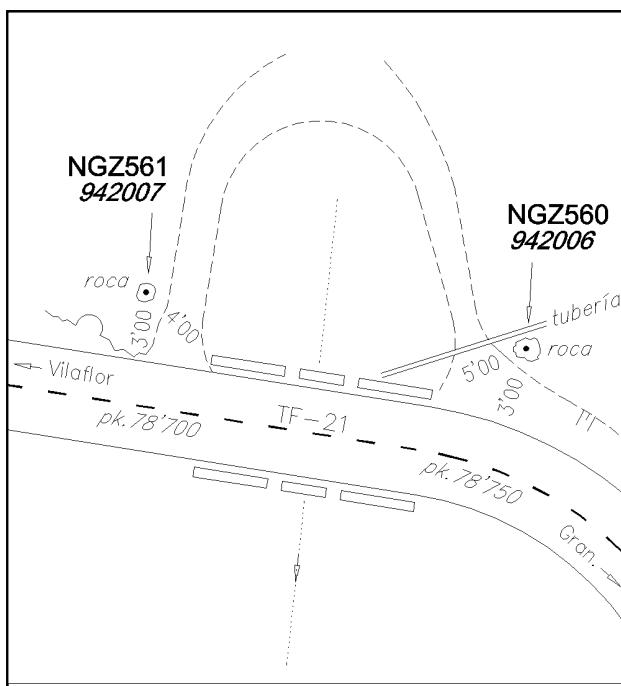 NGZ561
942007
NGZ560
942006
roca
3'00
4'00
tubería
roca
5'00
3'00
Vilaflor
TF-21
pk.78'700
pk.78'750
Gran.